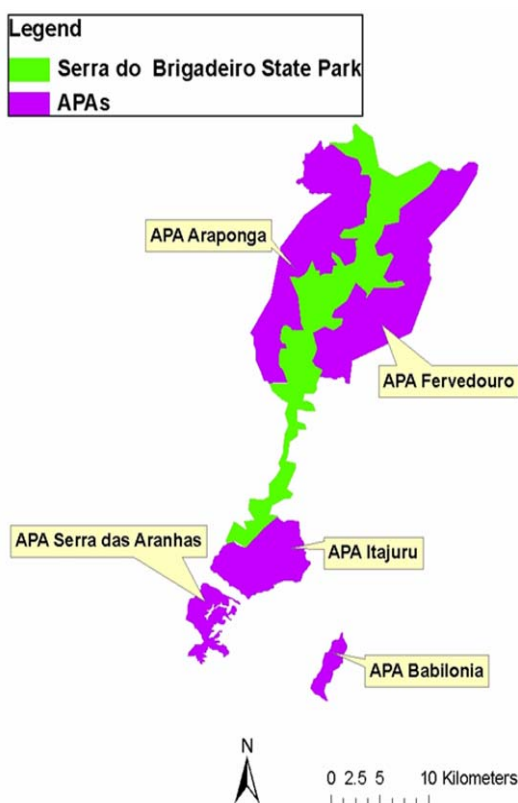 Legend
Serra do Brigadeiro State Park
APAs
APA Araponga
APA Fervedouro
APA Serra das Aranhas
APA Itajuru
APA Babilonia
N
0 2.5 5 10 Kilometers